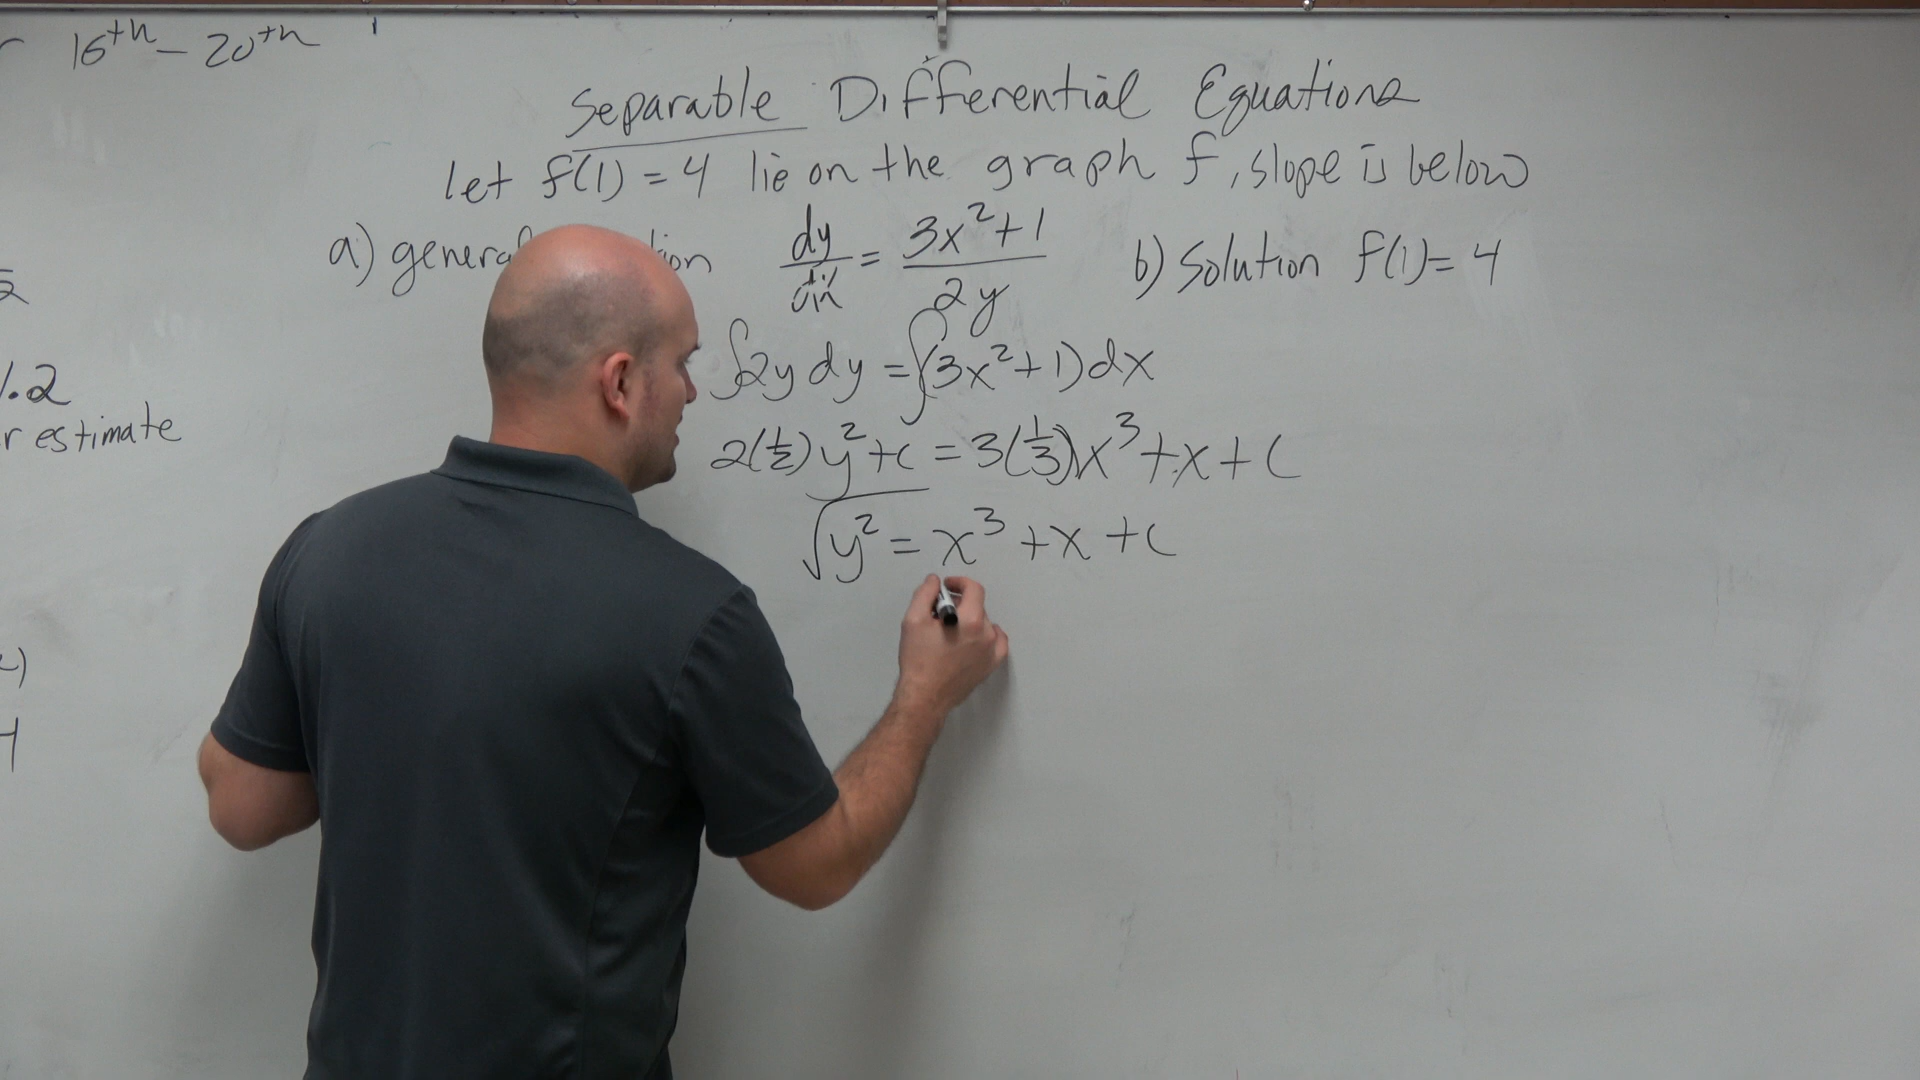 16th - 20th
Separable Differential Equations
let f(1) = 4 lie on the graph f, slope is below
a) general dy/dx = 3x²+1 / 2y b) Solution f(1) = 4
∫2y dy = ∫(3x²+1)dx
2(1/2)y²+c = 3(1/3)x³+x+c
√y² = x³+x+c
.2
r estimate